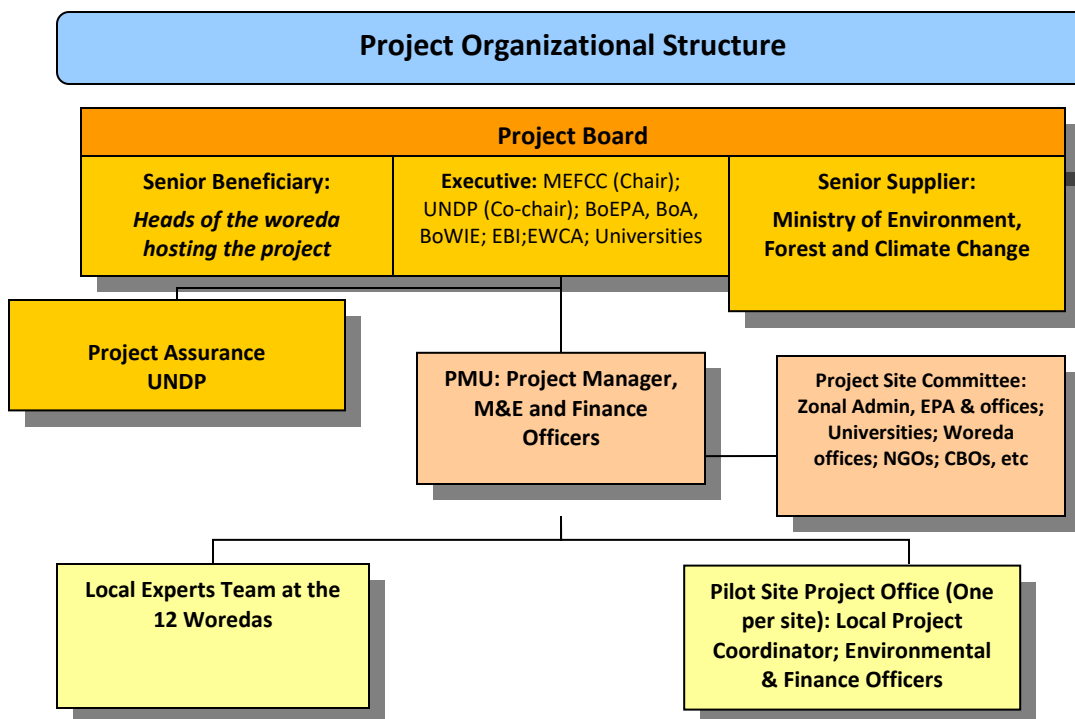 Project Organizational Structure
Project Board
Senior Beneficiary:
Heads of the woreda
hosting the project
Executive: MEFCC (Chair);
UNDP (Co-chair); BoEPA, BoA,
BoWIE; EBI;EWCA; Universities
Senior Supplier:
Ministry of Environment,
Forest and Climate Change
Project Assurance
UNDP
PMU: Project Manager,
M&E and Finance
Officers
Project Site Committee:
Zonal Admin, EPA & offices;
Universities; Woreda
offices; NGOs; CBOs, etc
Local Experts Team at the
12 Woredas
Pilot Site Project Office (One
per site): Local Project
Coordinator; Environmental
& Finance Officers